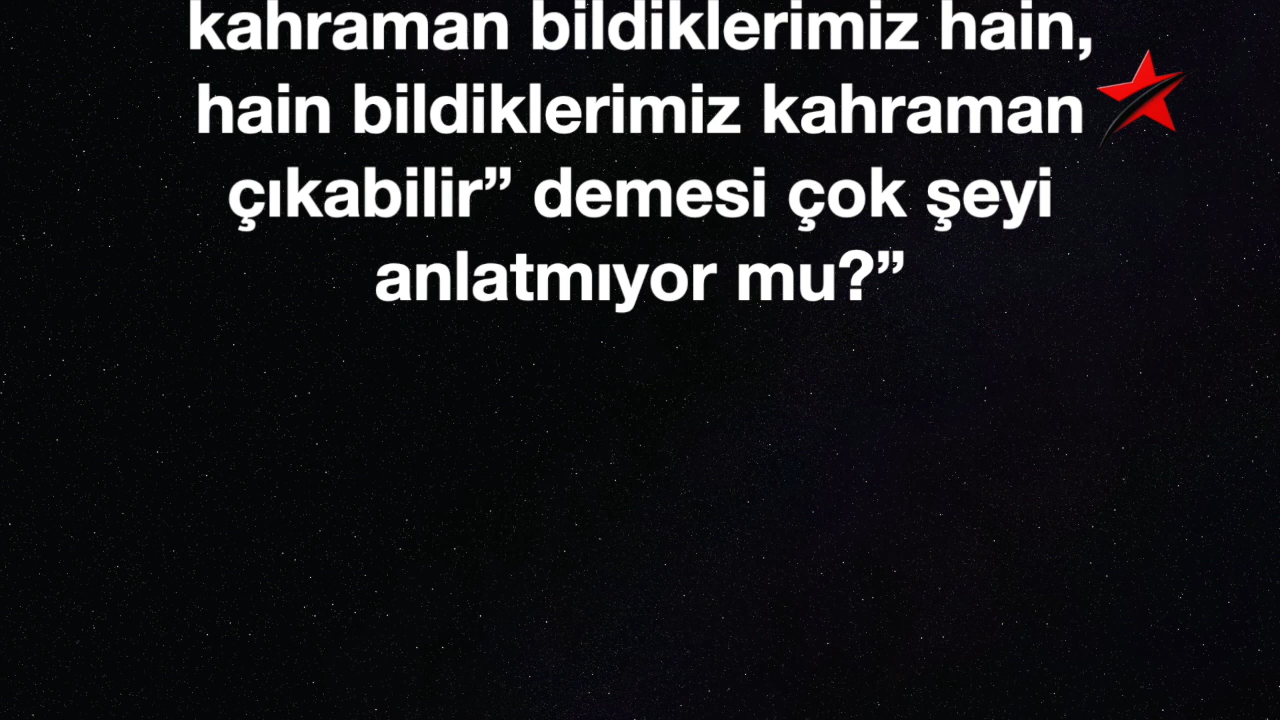 kahraman bildiklerimiz hain,
hain bildiklerimiz kahraman
çıkabilir” demesi çok şeyi
anlatmıyor mu?”